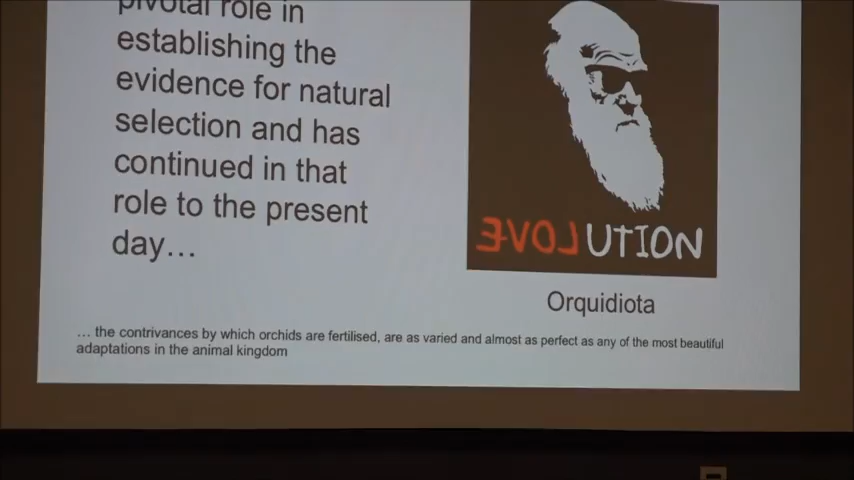 pivotal role in
establishing the
evidence for natural
selection and has
continued in that
role to the present
day…
EVOLUTION
Orquidiota
… the contrivances by which orchids are fertilised, are as varied and almost as perfect as any of the most beautiful
adaptations in the animal kingdom